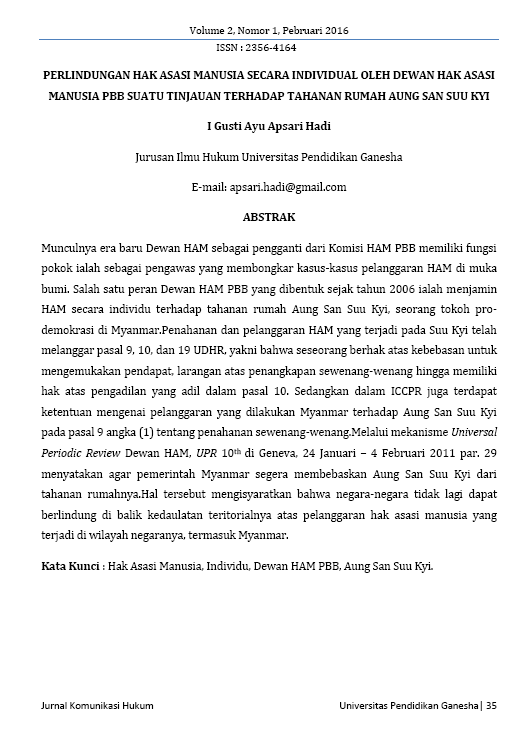 Volume 2, Nomor 1, Pebruari 2016
ISSN : 2356-4164
PERLINDUNGAN HAK ASASI MANUSIA SECARA INDIVIDUAL OLEH DEWAN HAK ASASI
MANUSIA PBB SUATU TINJAUAN TERHADAP TAHANAN RUMAH AUNG SAN SUU KYI
I Gusti Ayu Apsari Hadi
Jurusan Ilmu Hukum Universitas Pendidikan Ganesha
E-mail: apsari.hadi@gmail.com
ABSTRAK
Munculnya era baru Dewan HAM sebagai pengganti dari Komisi HAM PBB memiliki fungsi
pokok ialah sebagai pengawas yang membongkar kasus-kasus pelanggaran HAM di muka
bumi. Salah satu peran Dewan HAM PBB yang dibentuk sejak tahun 2006 ialah menjamin
HAM secara individu terhadap tahanan rumah Aung San Suu Kyi, seorang tokoh pro-
demokrasi di Myanmar.Penahanan dan pelanggaran HAM yang terjadi pada Suu Kyi telah
melanggar pasal 9, 10, dan 19 UDHR, yakni bahwa seseorang berhak atas kebebasan untuk
mengemukakan pendapat, larangan atas penangkapan sewenang-wenang hingga memiliki
hak atas pengadilan yang adil dalam pasal 10. Sedangkan dalam ICCPR juga terdapat
ketentuan mengenai pelanggaran yang dilakukan Myanmar terhadap Aung San Suu Kyi
pada pasal 9 angka (1) tentang penahanan sewenang-wenang.Melalui mekanisme Universal
Periodic Review Dewan HAM, UPR 10th di Geneva, 24 Januari – 4 Februari 2011 par. 29
menyatakan agar pemerintah Myanmar segera membebaskan Aung San Suu Kyi dari
tahanan rumahnya.Hal tersebut mengisyaratkan bahwa negara-negara tidak lagi dapat
berlindung di balik kedaulatan teritorialnya atas pelanggaran hak asasi manusia yang
terjadi di wilayah negaranya, termasuk Myanmar.
Kata Kunci : Hak Asasi Manusia, Individu, Dewan HAM PBB, Aung San Suu Kyi.
Jurnal Komunikasi Hukum Universitas Pendidikan Ganesha| 35